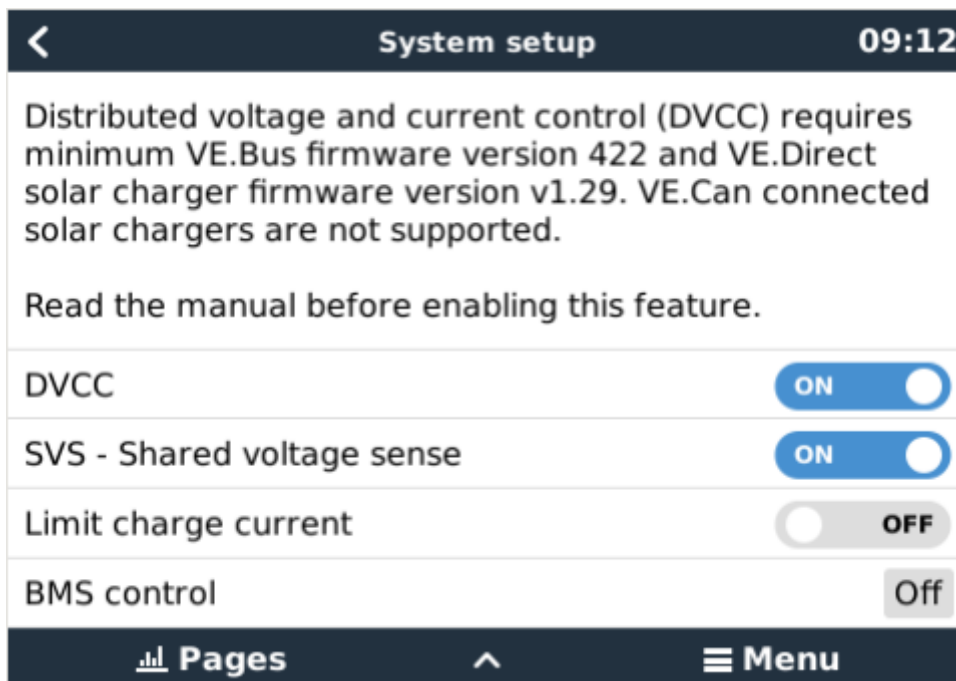 System setup 09:12
Distributed voltage and current control (DVCC) requires
minimum VE.Bus firmware version 422 and VE.Direct
solar charger firmware version v1.29. VE.Can connected
solar chargers are not supported.
Read the manual before enabling this feature.
DVCC ON
SVS - Shared voltage sense ON
Limit charge current OFF
BMS control Off
Pages Menu